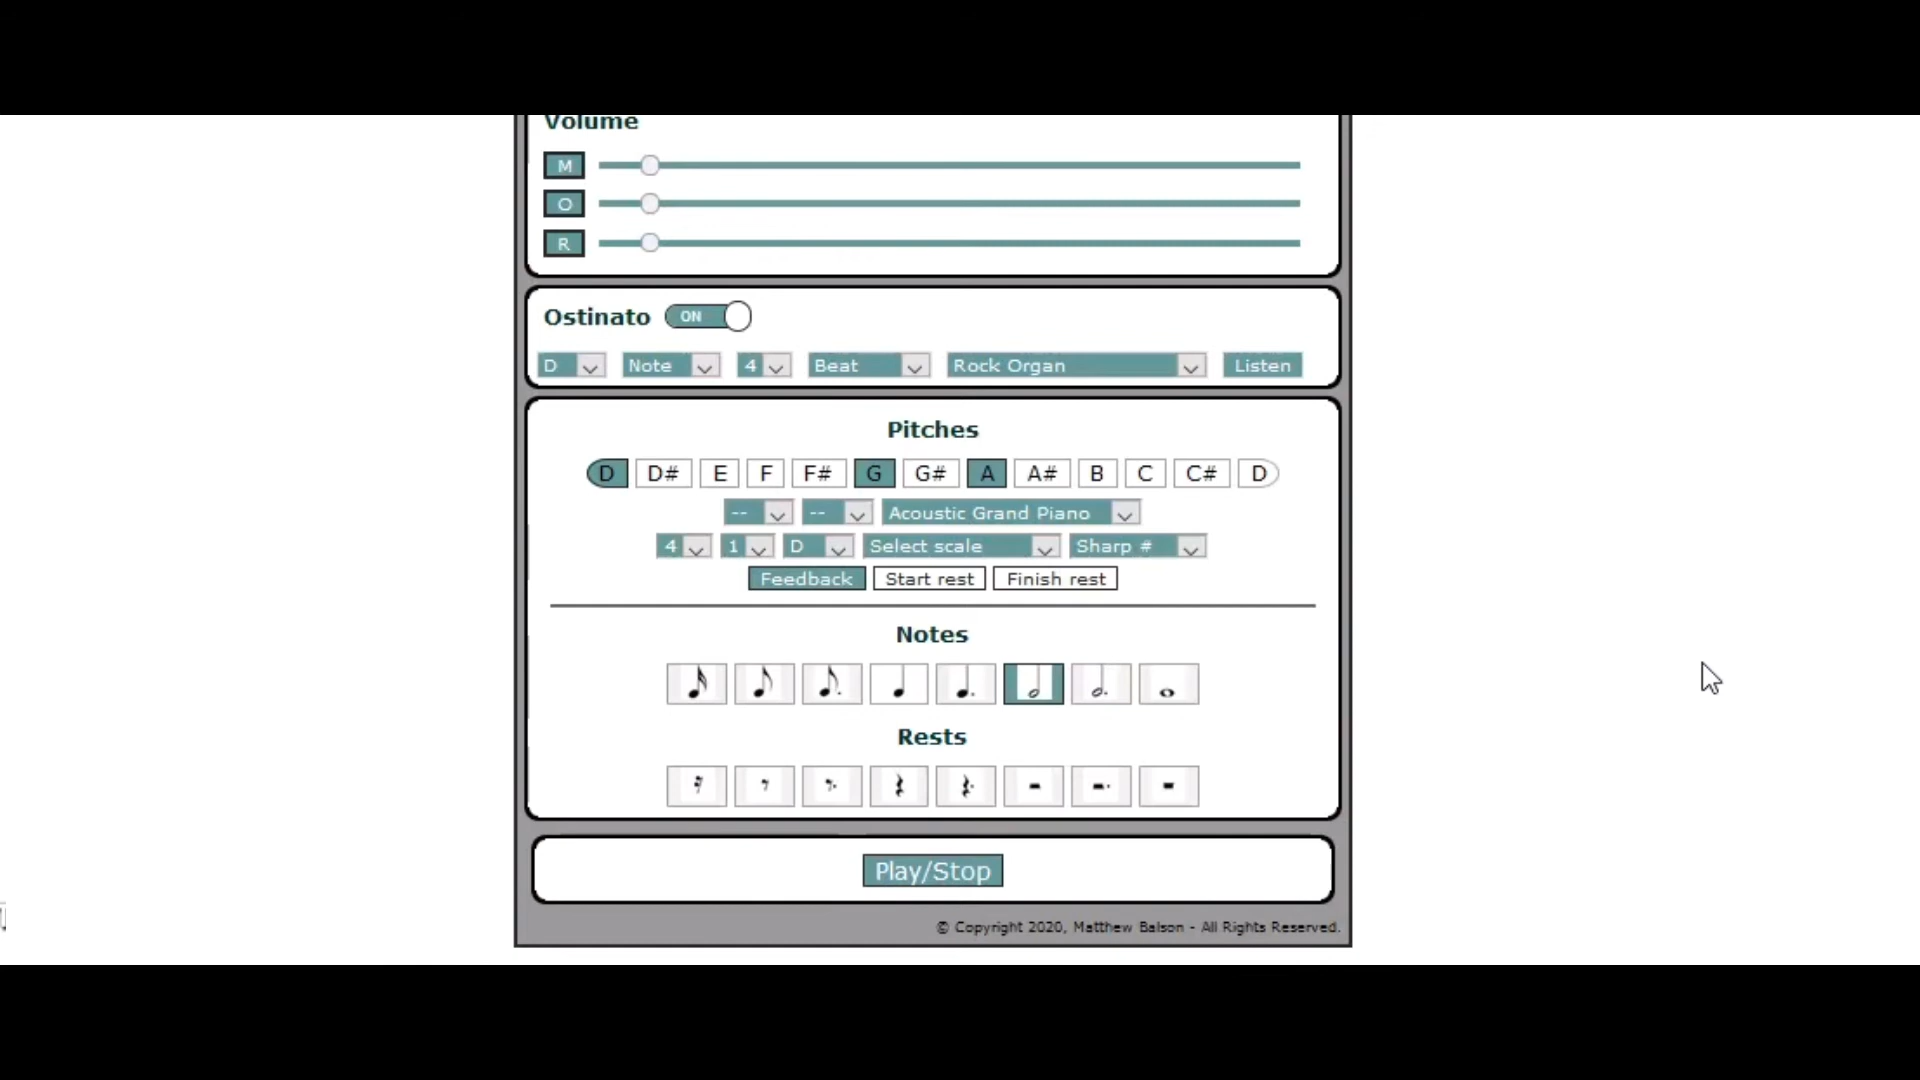 Volume
M
O
R
Ostinato ON
D Note 4 Beat Rock Organ Listen
Pitches
D D# E F F# G G# A A# B C C# D
-- -- Acoustic Grand Piano
4 1 D Select scale Sharp #
Feedback Start rest Finish rest
Notes
Rests
Play/Stop
© Copyright 2020, Matthew Balson - All Rights Reserved.